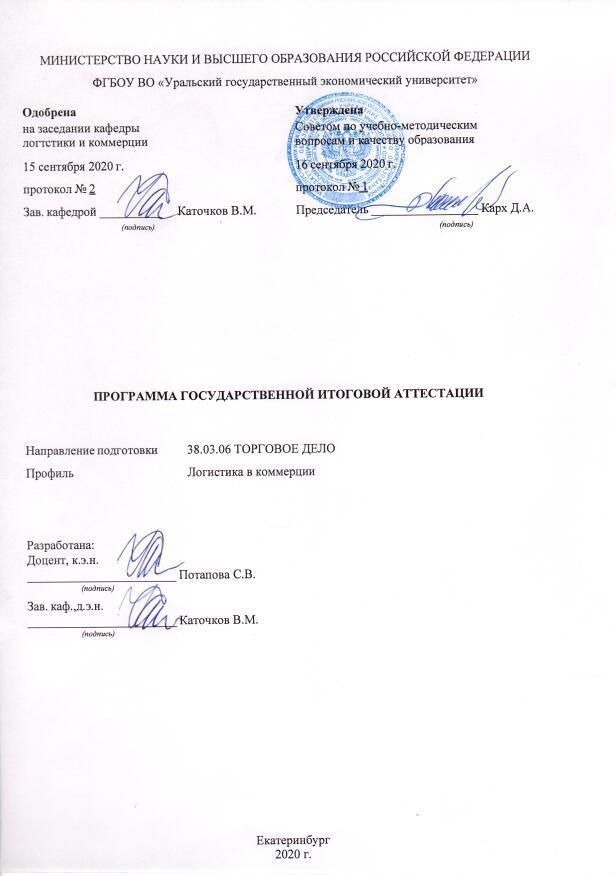 МИНИСТЕРСТВО НАУКИ И ВЫСШЕГО ОБРАЗОВАНИЯ РОССИЙСКОЙ ФЕДЕРАЦИИ
ФГБОУ ВО «Уральский государственный экономический университет»
Одобрена
на заседании кафедры
логтстики и коммерции
15 сентября 2020 г.
протокол № 2
Зав. кафедрой Каточков В.М.
(подпись)
Утверждена
Советом по учебно-методическим
вопросам и качеству образования
16 сентября 2020 г.
протокол № 1
Председатель Карх Д.А.
(подпись)
ПРОГРАММА ГОСУДАРСТВЕННОЙ ИТОГОВОЙ АТТЕСТАЦИИ
Направление подготовки 38.03.06 ТОРГОВОЕ ДЕЛО
Профиль Логистика в коммерции
Разработана:
Доцент, к.э.н.
Потапова С.В.
(подпись)
Зав. каф.,д.э.н.
Каточков В.М.
(подпись)
Екатеринбург
2020 г.